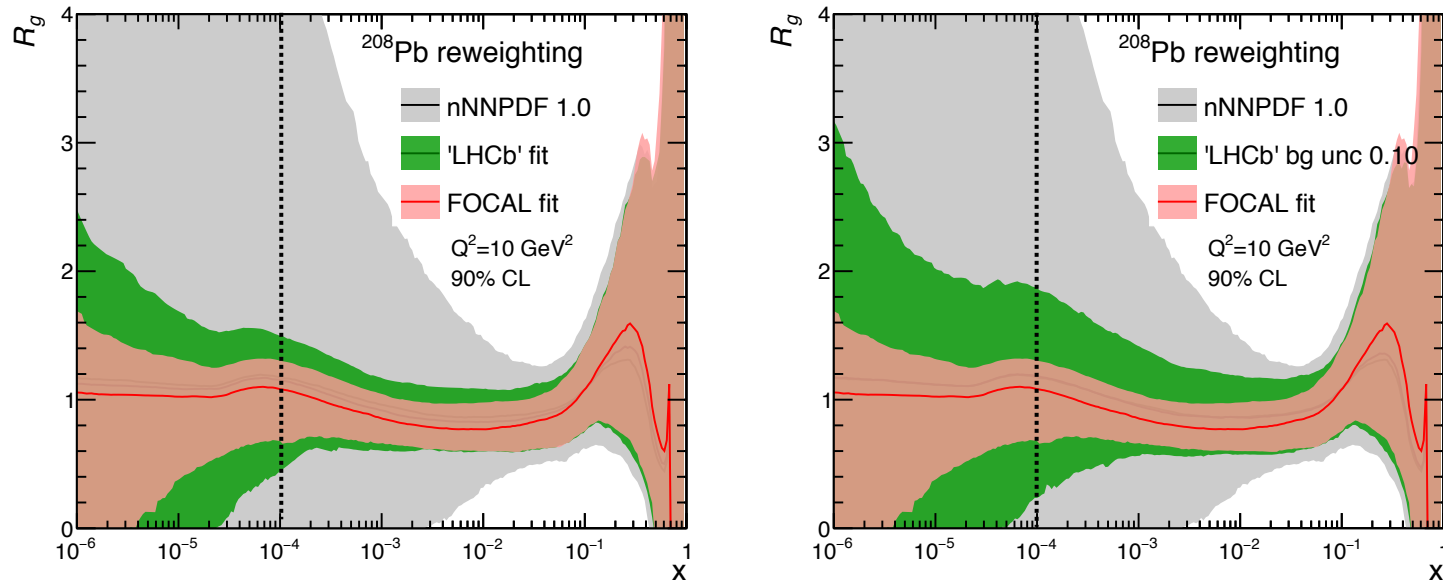 R_g
4
3
2
1
0
²⁰⁸Pb reweighting
nNNPDF 1.0
'LHCb' fit
FOCAL fit
Q²=10 GeV²
90% CL
10⁻⁶ 10⁻⁵ 10⁻⁴ 10⁻³ 10⁻² 10⁻¹ 1
x
R_g
4
3
2
1
0
²⁰⁸Pb reweighting
nNNPDF 1.0
'LHCb' bg unc 0.10
FOCAL fit
Q²=10 GeV²
90% CL
10⁻⁶ 10⁻⁵ 10⁻⁴ 10⁻³ 10⁻² 10⁻¹ 1
x